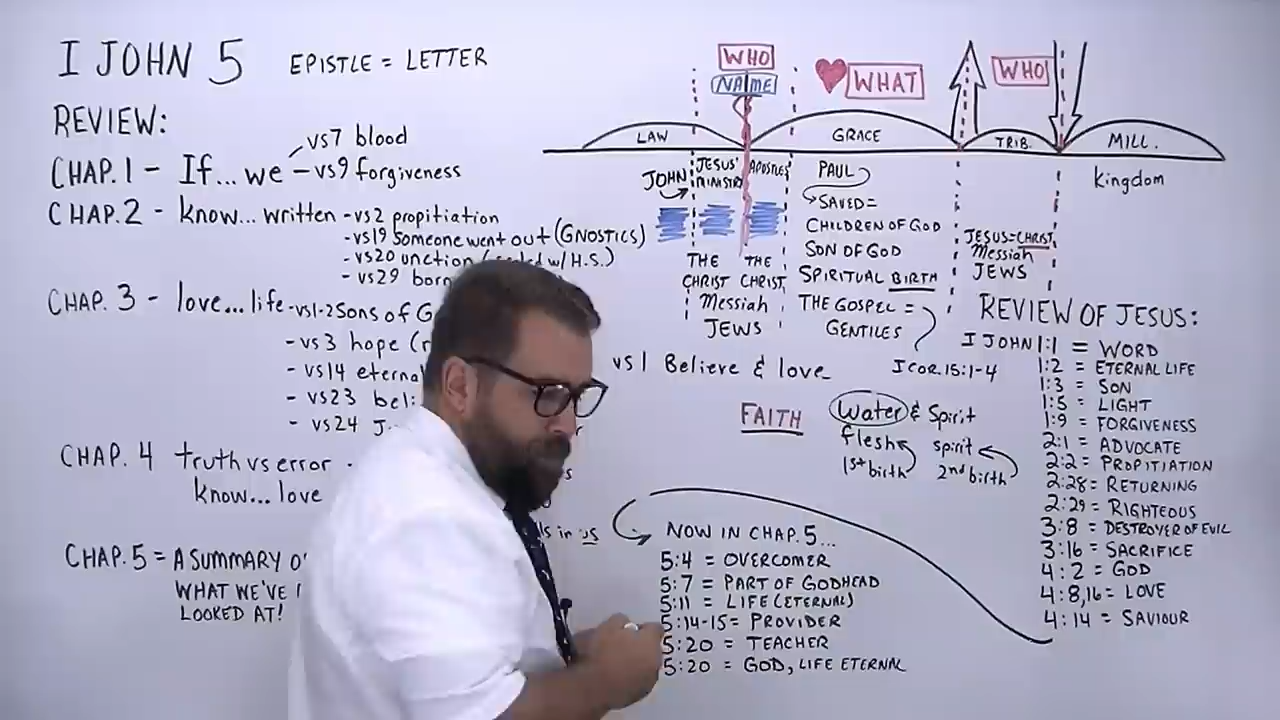 I JOHN 5 EPISTLE = LETTER
REVIEW:
CHAP. 1 - If... we - vs7 blood
- vs9 forgiveness
CHAP. 2 - know... written - vs2 propitiation
- vs19 Someone went out (GNOSTICS)
- vs20 unction ( w/ H.S.)
- vs29
CHAP. 3 - love... life - vs1-2 Sons of
- vs3 hope
- vs14
- vs23
- vs24
CHAP. 4 truth vs error -
know... love
in us
CHAP. 5 = A SUMMARY
WHAT WE'VE
LOOKED AT!
vs1 Believe & love
WHO
NAME
WHAT
WHO
LAW
GRACE
TRIB.
MILL.
Kingdom
JOHN
JESUS' MINISTRY
APOSTLES
THE CHRIST
Messiah
JEWS
THE CHRIST,
PAUL
SAVED =
CHILDREN OF GOD
SON OF GOD
SPIRITUAL BIRTH
THE GOSPEL =
GENTILES
I COR. 15:1-4
JESUS=CHRIST
Messiah
JEWS
FAITH
Water & Spirit
flesh spirit
1st birth 2nd birth
NOW IN CHAP. 5...
5:4 = OVERCOMER
5:7 = PART OF GODHEAD
5:11 = LIFE (ETERNAL)
5:14-15 = PROVIDER
5:20 = TEACHER
5:20 = GOD, LIFE ETERNAL
REVIEW OF JESUS:
I JOHN 1:1 = WORD
1:2 = ETERNAL LIFE
1:3 = SON
1:5 = LIGHT
1:9 = FORGIVENESS
2:1 = ADVOCATE
2:2 = PROPITIATION
2:28 = RETURNING
2:29 = RIGHTEOUS
3:8 = DESTROYER OF EVIL
3:16 = SACRIFICE
4:2 = GOD
4:8,16 = LOVE
4:14 = SAVIOUR